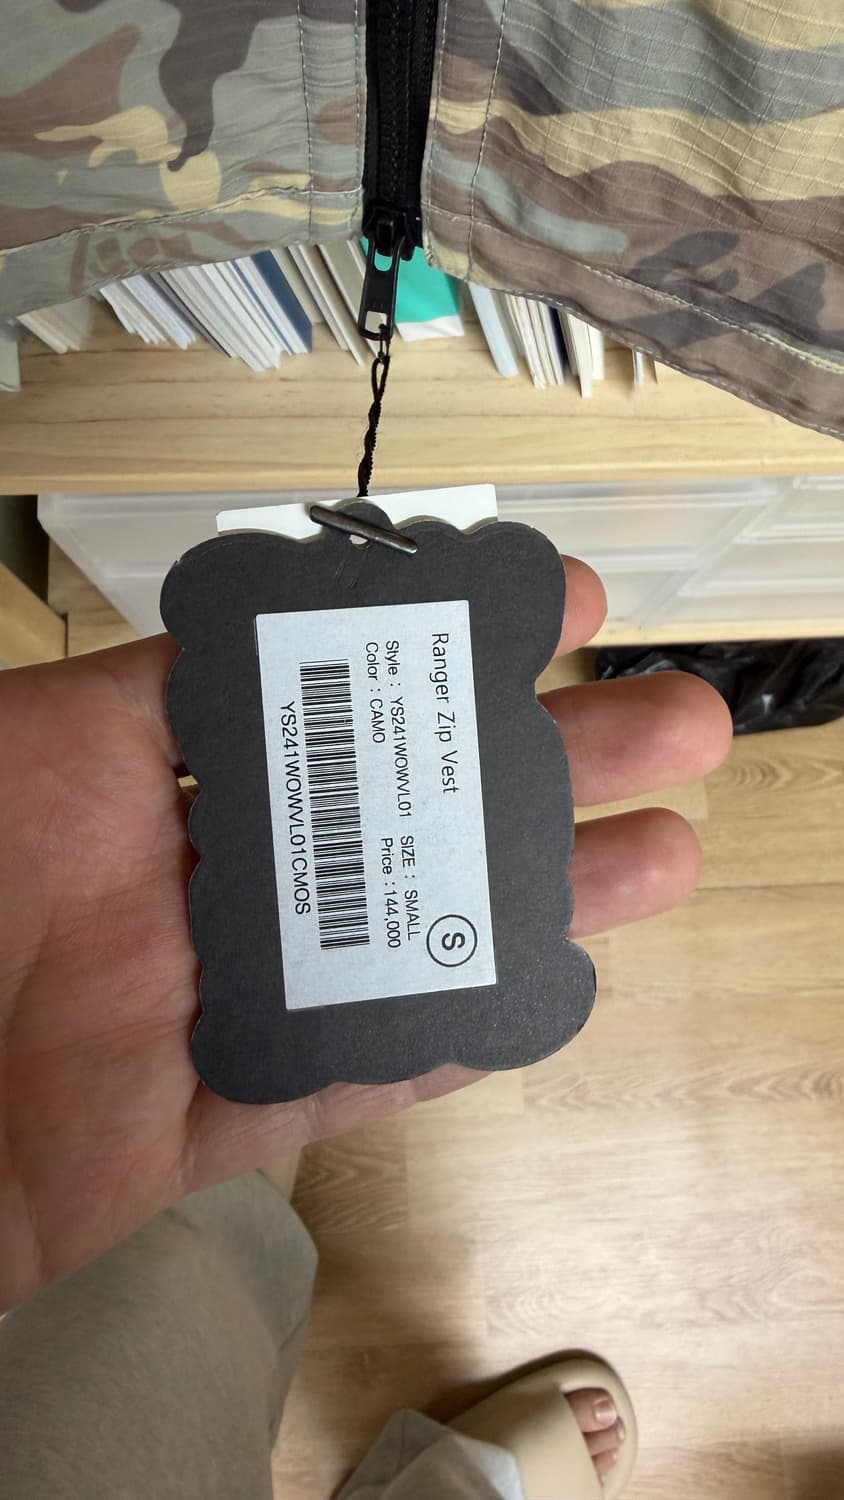 Ranger Zip Vest
Style : YS241WOWVL01 SIZE : SMALL
Color : CAMO Price : 144,000
YS241WOWVL01CMOS
S